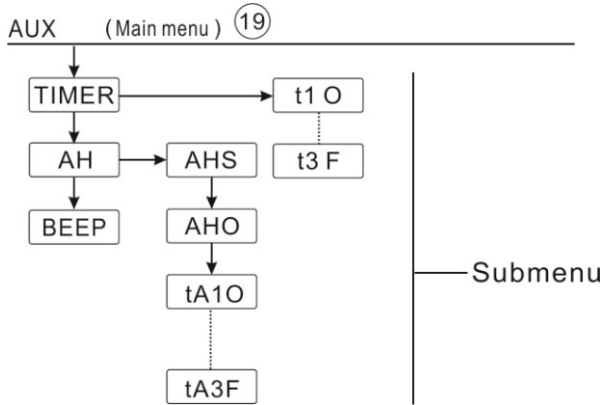 AUX (Main menu) 19
TIMER t1 O
AH AHS t3 F
BEEP AHO
Submenu
tA1O
tA3F